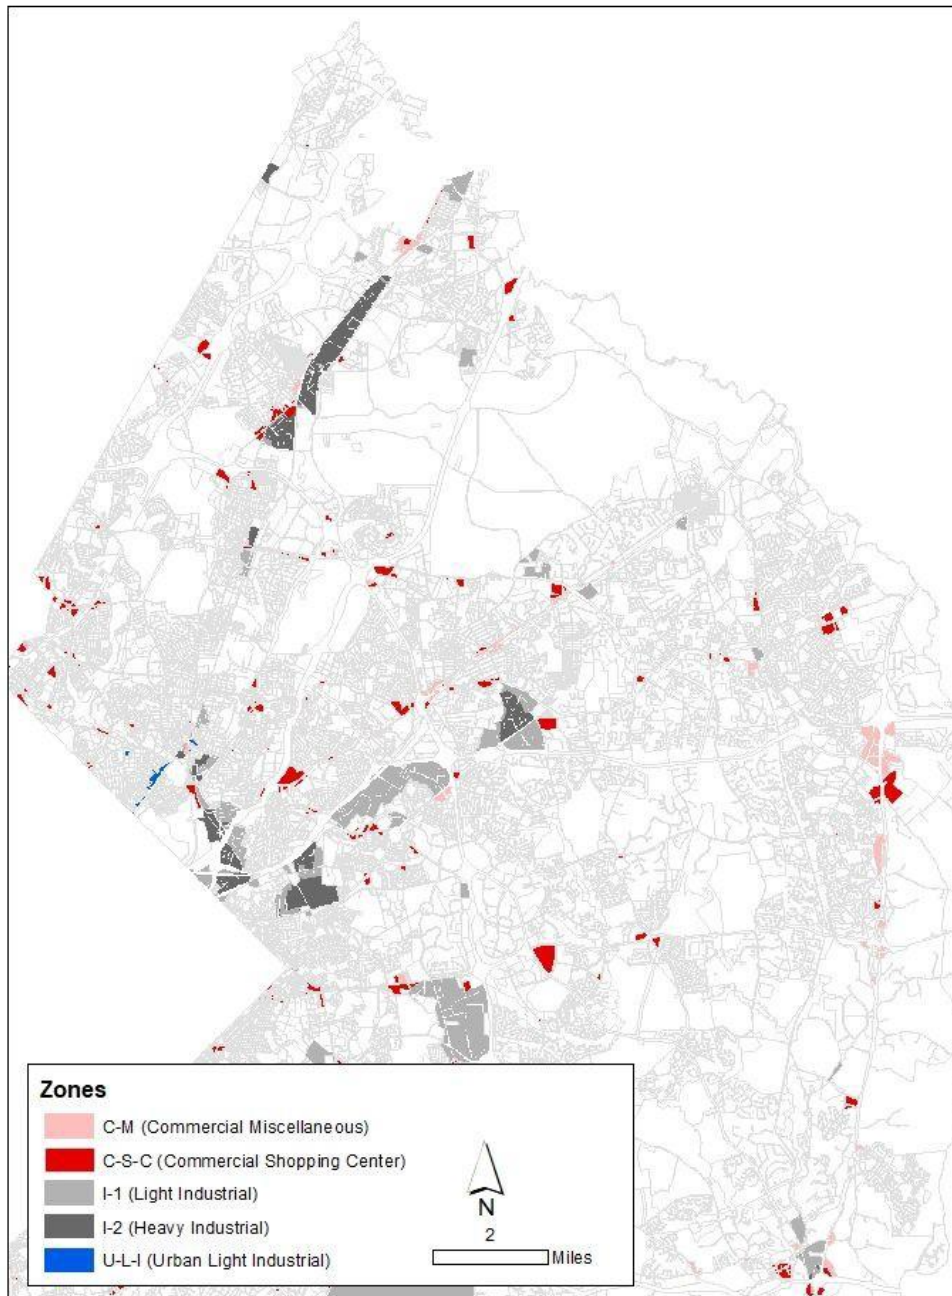 Zones
C-M (Commercial Miscellaneous)
C-S-C (Commercial Shopping Center)
I-1 (Light Industrial)
I-2 (Heavy Industrial)
U-L-I (Urban Light Industrial)
N
2
Miles